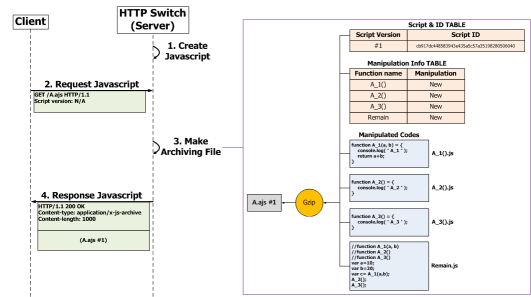 Client
HTTP Switch
(Server)
1. Create
Javascript
2. Request Javascript
GET /A.ajs HTTP/1.1
Script version: N/A
3. Make
Archiving File
4. Response Javascript
HTTP/1.1 200 OK
Content-type: application/x-js-archive
Content-length: 1000
(A.ajs #1)
Script & ID TABLE
Script Version Script ID
#1
Manipulation Info TABLE
Function name Manipulation
A_1() New
A_2() New
A_3() New
Remain New
Manipulated Codes
function A_1(a, b) = {
console.log( " A_1 " );
return a+b;
}
A_1().js
function A_2() = {
console.log( " A_2 " );
}
A_2().js
function A_3() = {
console.log( " A_3 " );
}
A_3().js
A.ajs #1
Gzip
//function A_1(a, b)
//function A_2()
//function A_3()
var a=10;
var b=20;
var c= A_1(a,b);
A_2();
A_3();
Remain.js